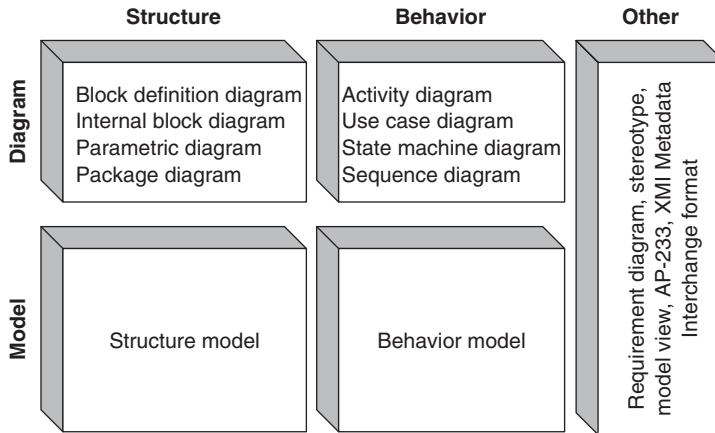 Structure
Behavior
Other
Diagram
Block definition diagram
Internal block diagram
Parametric diagram
Package diagram
Activity diagram
Use case diagram
State machine diagram
Sequence diagram
Requirement diagram, stereotype,
model view, AP-233, XMI Metadata
Interchange format
Model
Structure model
Behavior model